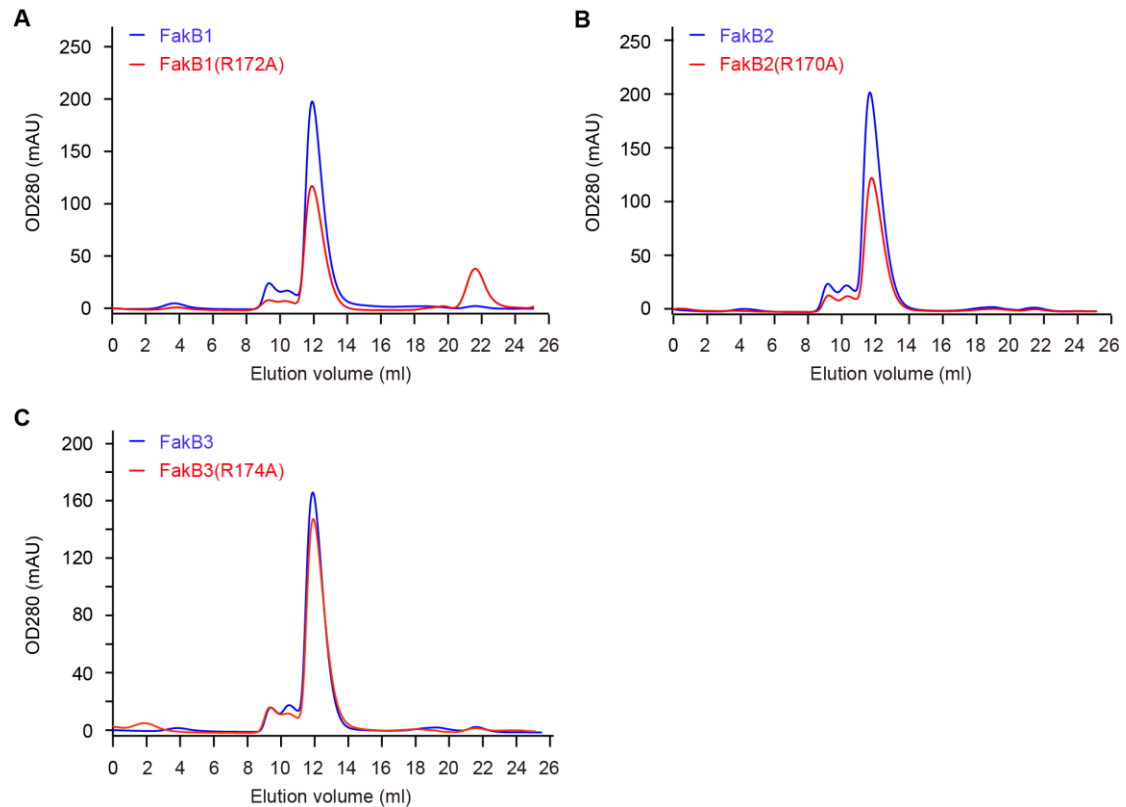 A
FakB1
FakB1(R172A)
250
200
150
100
50
0
OD280 (mAU)
0 2 4 6 8 10 12 14 16 18 20 22 24 26
Elution volume (ml)
B
FakB2
FakB2(R170A)
250
200
150
100
50
0
OD280 (mAU)
0 2 4 6 8 10 12 14 16 18 20 22 24 26
Elution volume (ml)
C
FakB3
FakB3(R174A)
200
160
120
80
40
0
OD280 (mAU)
0 2 4 6 8 10 12 14 16 18 20 22 24 26
Elution volume (ml)